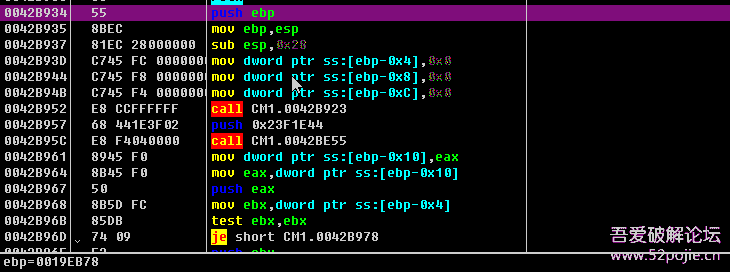 0042B934 55 push ebp
0042B935 8BEC mov ebp,esp
0042B937 81EC 28000000 sub esp,0x28
0042B93D C745 FC 0000000 mov dword ptr ss:[ebp-0x4],0x0
0042B944 C745 F8 0000000 mov dword ptr ss:[ebp-0x8],0x0
0042B94B C745 F4 0000000 mov dword ptr ss:[ebp-0xC],0x0
0042B952 E8 CCFFFFFF call CM1.0042B923
0042B957 68 441E3F02 push 0x23F1E44
0042B95C E8 F4040000 call CM1.0042BE55
0042B961 8945 F0 mov dword ptr ss:[ebp-0x10],eax
0042B964 8B45 F0 mov eax,dword ptr ss:[ebp-0x10]
0042B967 50 push eax
0042B968 8B5D FC mov ebx,dword ptr ss:[ebp-0x4]
0042B96B 85DB test ebx,ebx
0042B96D 74 09 je short CM1.0042B978
ebp=0019EB78
吾爱破解论坛
www.52pojie.cn